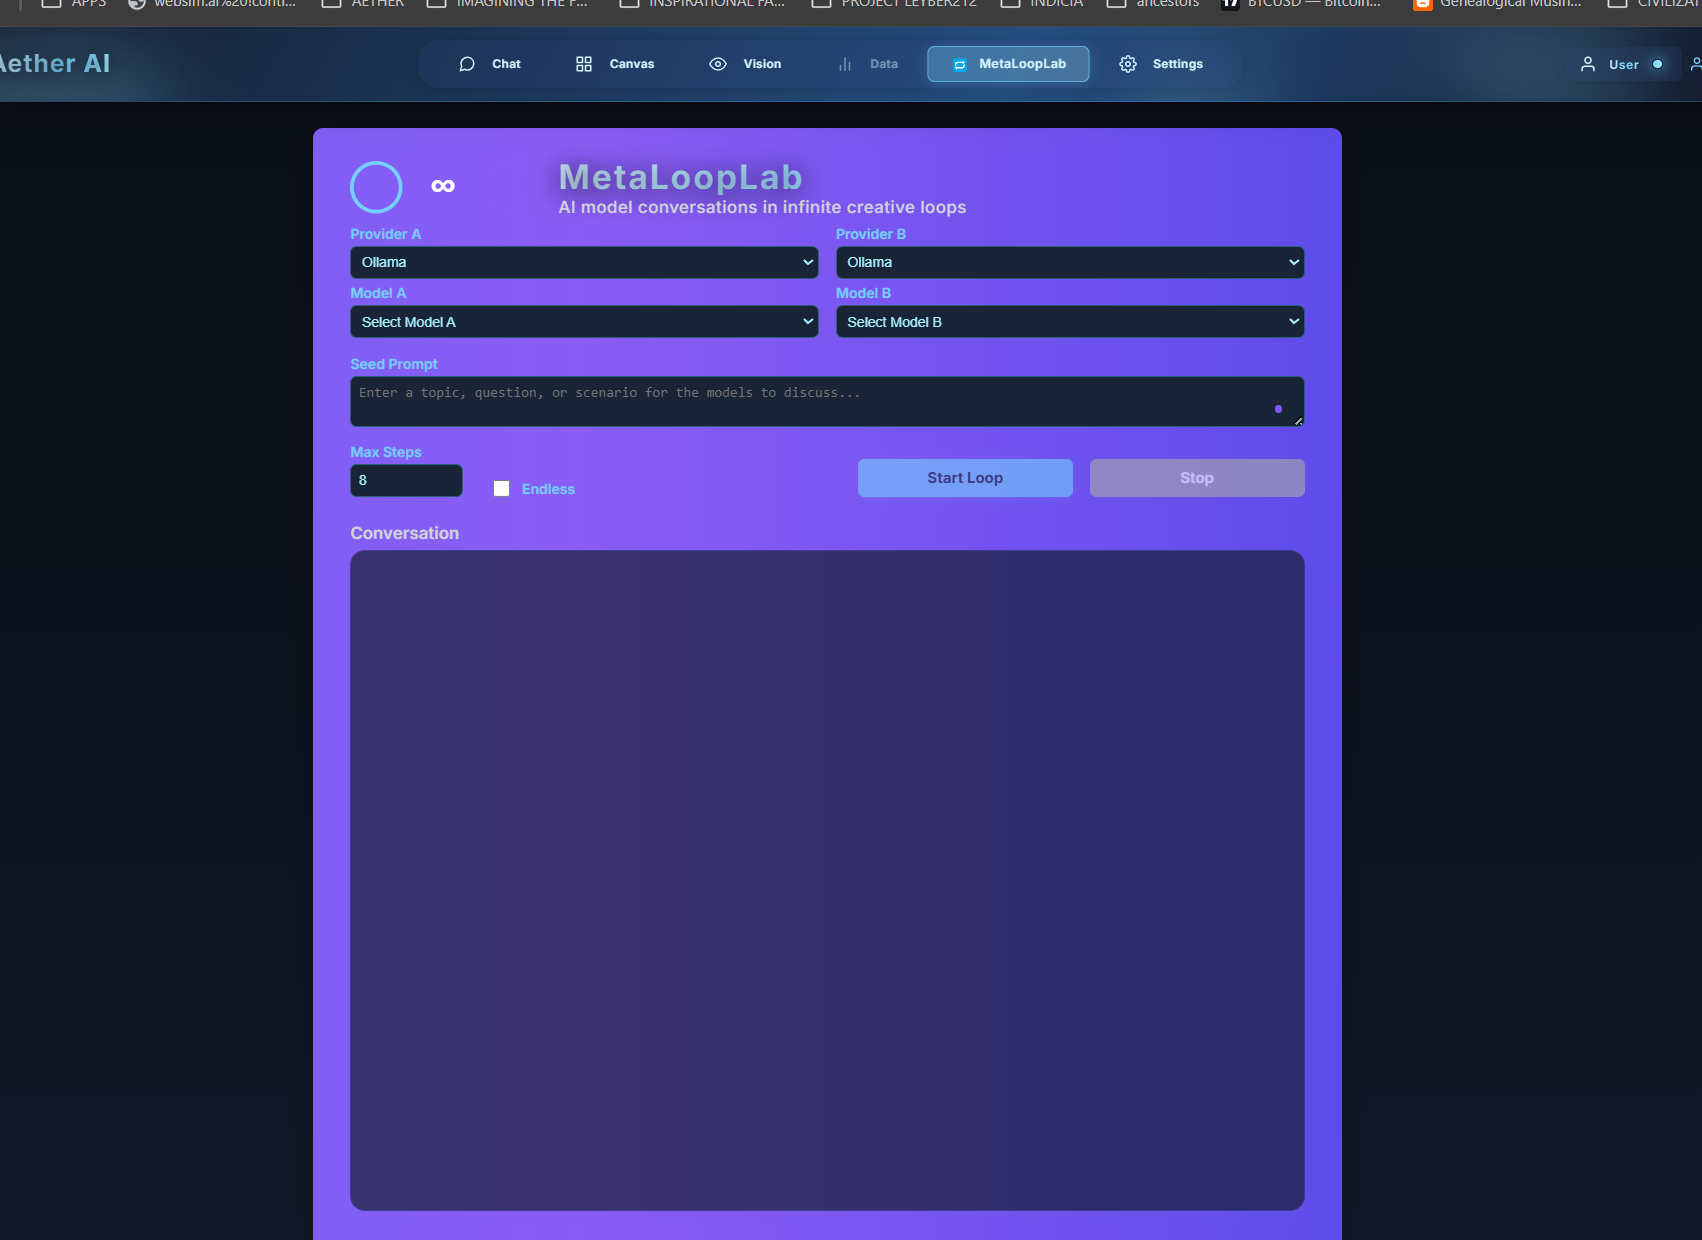 APPS
websim.ai%20!conti...
AETHER
IMAGINING THE F...
INSPIRATIONAL FA...
PROJECT LEYBER212
INDICIA
ancestors
BTCUSD — Bitcoin...
Genealogical Musin...
CIVILIZAT
Aether AI
Chat
Canvas
Vision
Data
MetaLoopLab
Settings
User
∞
MetaLoopLab
AI model conversations in infinite creative loops
Provider A
Provider B
Ollama
Ollama
Model A
Model B
Select Model A
Select Model B
Seed Prompt
Enter a topic, question, or scenario for the models to discuss...
Max Steps
8
Endless
Start Loop
Stop
Conversation